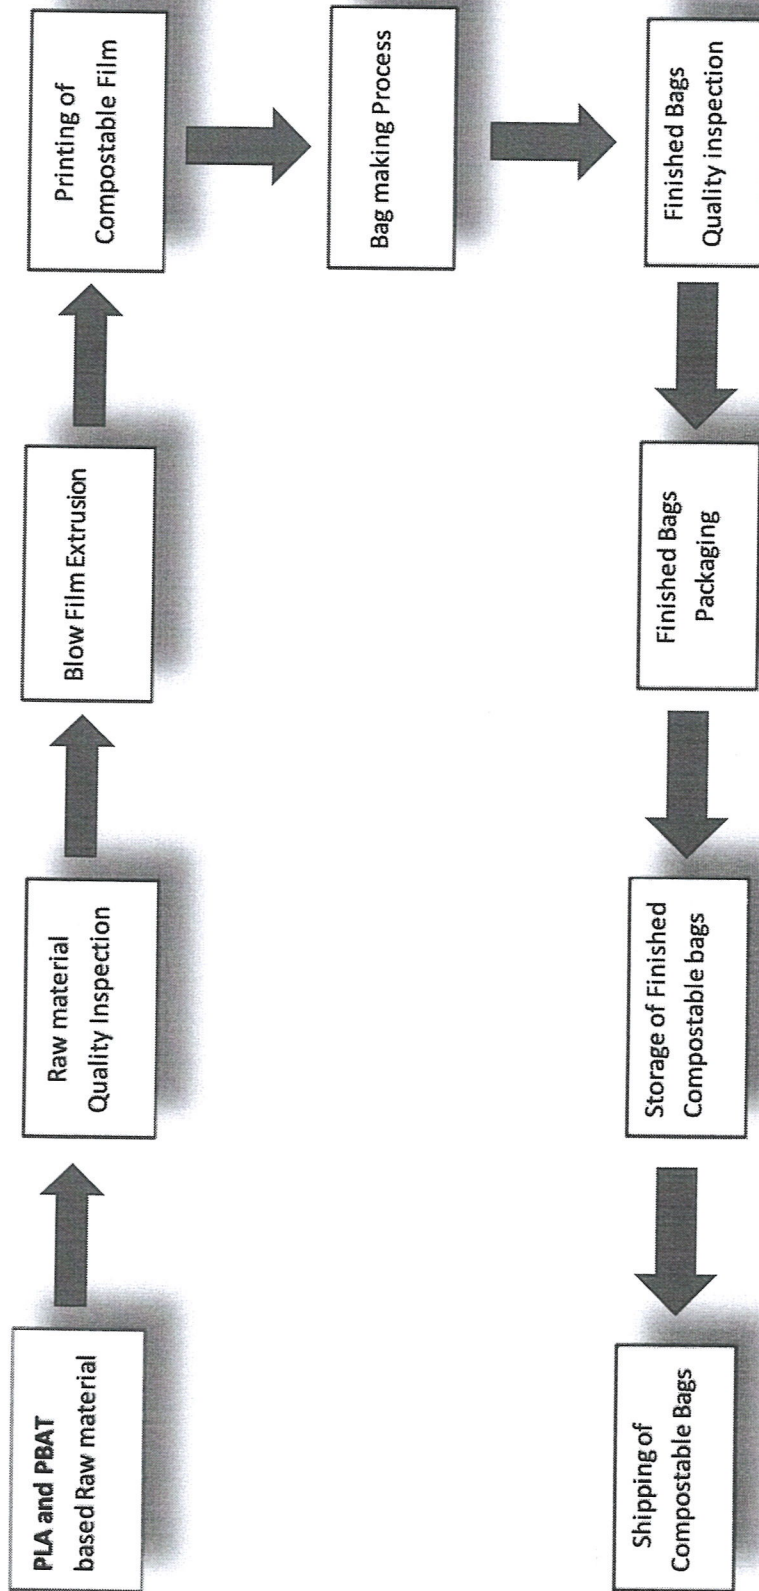 PLA and PBAT
based Raw material
Raw material
Quality Inspection
Blow Film Extrusion
Printing of
Compostable Film
Bag making Process
Finished Bags
Quality inspection
Finished Bags
Packaging
Storage of Finished
Compostable bags
Shipping of
Compostable Bags